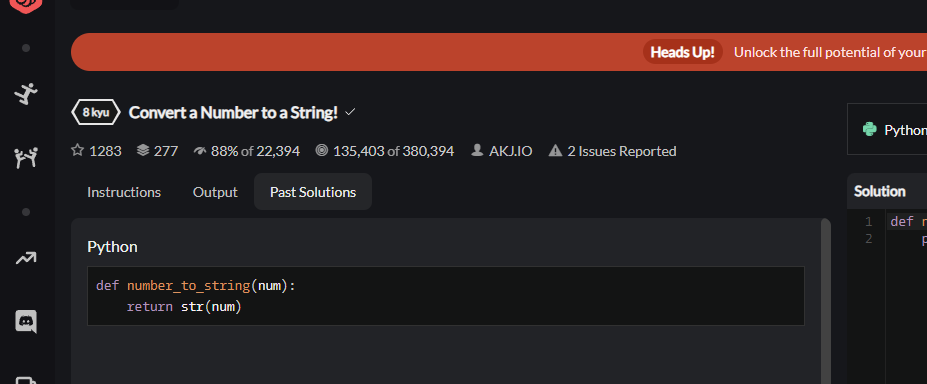 Heads Up! Unlock the full potential of your
8 kyu Convert a Number to a String!
1283 277 88% of 22,394 135,403 of 380,394 AKJ.IO 2 Issues Reported
Python
Instructions Output Past Solutions
Solution
Python
def number_to_string(num):
    return str(num)
1 def n
2 p